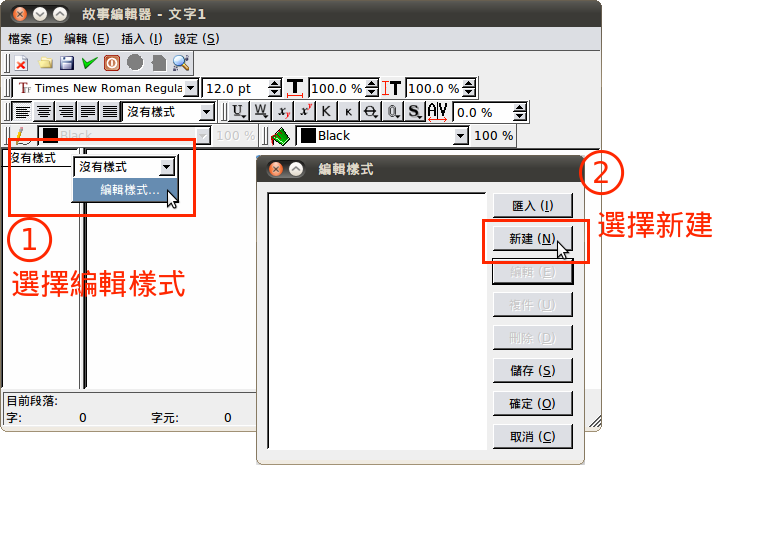 故事編輯器 - 文字1
檔案 (F) 編輯 (E) 插入 (I) 設定 (S)
Times New Roman Regula 12.0 pt 100.0 % 100.0 %
沒有樣式 0.0 %
Black 100 % Black 100 %
沒有樣式
沒有樣式
編輯樣式...
1
選擇編輯樣式
編輯樣式
2
選擇新建
匯入 (I)
新建 (N)
編輯 (E)
複件 (U)
刪除 (D)
儲存 (S)
確定 (O)
取消 (C)
目前段落:
字: 0 字元: 0